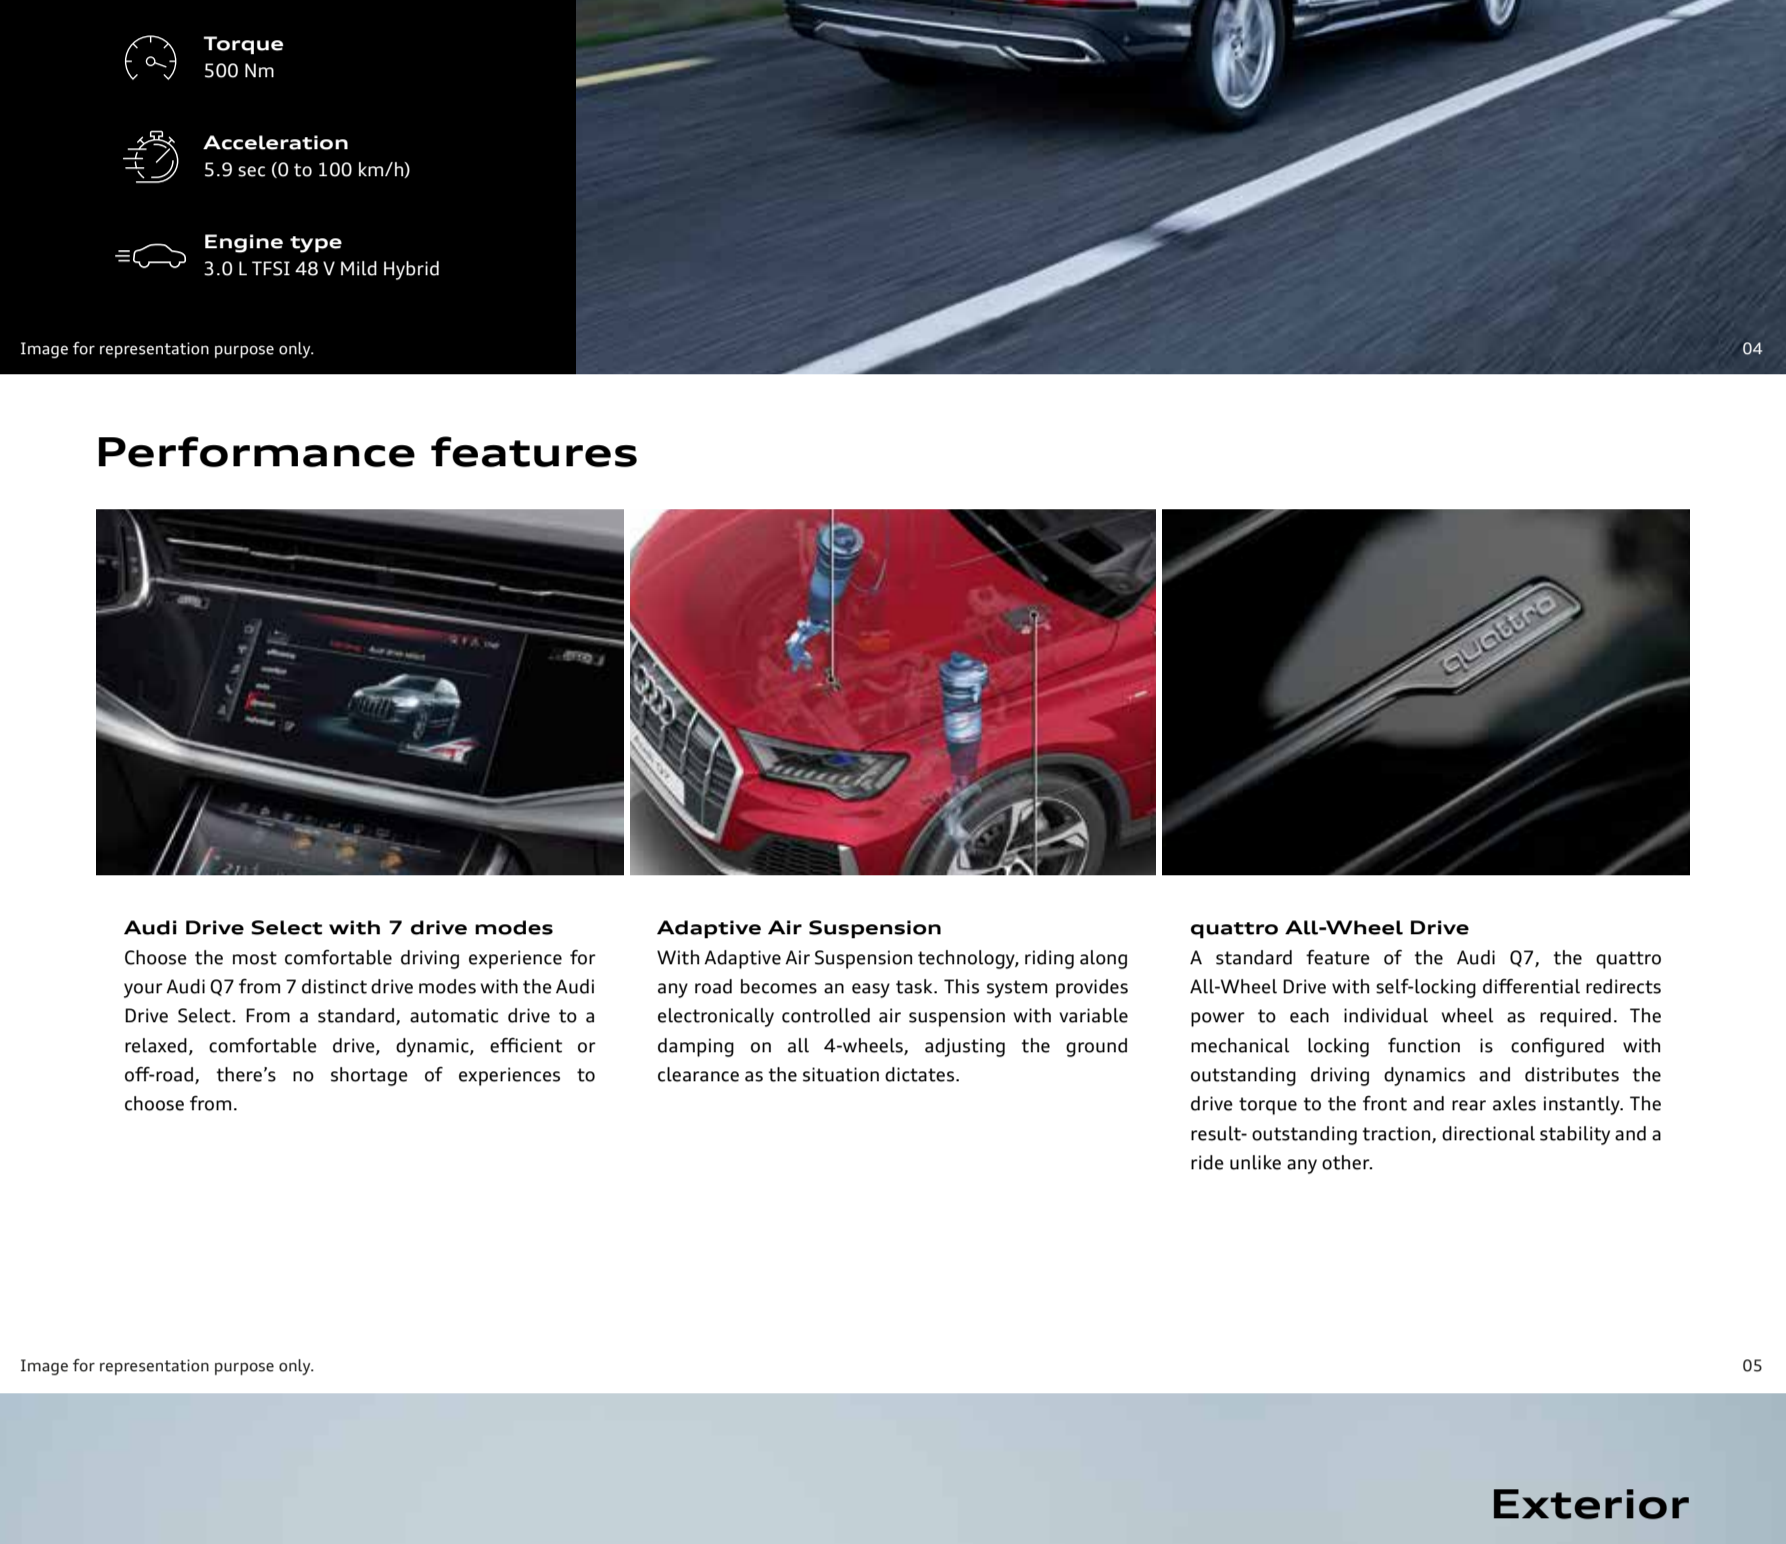 Torque
500 Nm
Acceleration
5.9 sec (0 to 100 km/h)
Engine type
3.0 L TFSI 48 V Mild Hybrid
Image for representation purpose only.
04
Performance features
quattro
Audi Drive Select with 7 drive modes
Choose the most comfortable driving experience for
your Audi Q7 from 7 distinct drive modes with the Audi
Drive Select. From a standard, automatic drive to a
relaxed, comfortable drive, dynamic, efficient or
off-road, there’s no shortage of experiences to
choose from.
Adaptive Air Suspension
With Adaptive Air Suspension technology, riding along
any road becomes an easy task. This system provides
electronically controlled air suspension with variable
damping on all 4-wheels, adjusting the ground
clearance as the situation dictates.
quattro All-Wheel Drive
A standard feature of the Audi Q7, the quattro
All-Wheel Drive with self-locking differential redirects
power to each individual wheel as required. The
mechanical locking function is configured with
outstanding driving dynamics and distributes the
drive torque to the front and rear axles instantly. The
result- outstanding traction, directional stability and a
ride unlike any other.
Image for representation purpose only.
05
Exterior